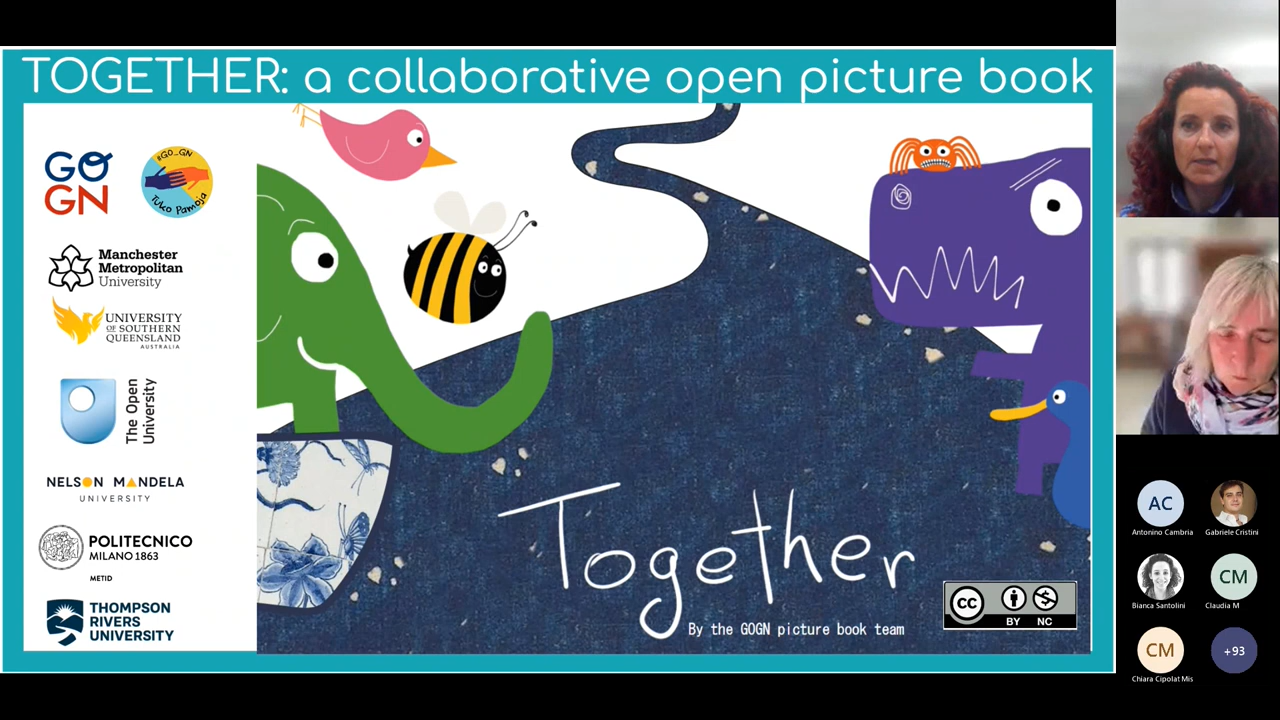 TOGETHER: a collaborative open picture book
GO
GN
#GO_GN
Tuko Pamoja
Manchester
Metropolitan
University
UNIVERSITY
OF SOUTHERN
QUEENSLAND
AUSTRALIA
The Open
University
NELSON MANDELA
UNIVERSITY
POLITECNICO
MILANO 1863
METID
THOMPSON
RIVERS
UNIVERSITY
Together
By the GOGN picture book team
cc
BY NC
AC
Antonino Cambria
Gabriele Cristini
Bianca Santolini
CM
Claudia M
CM
Chiara Cipolat Mis
+93